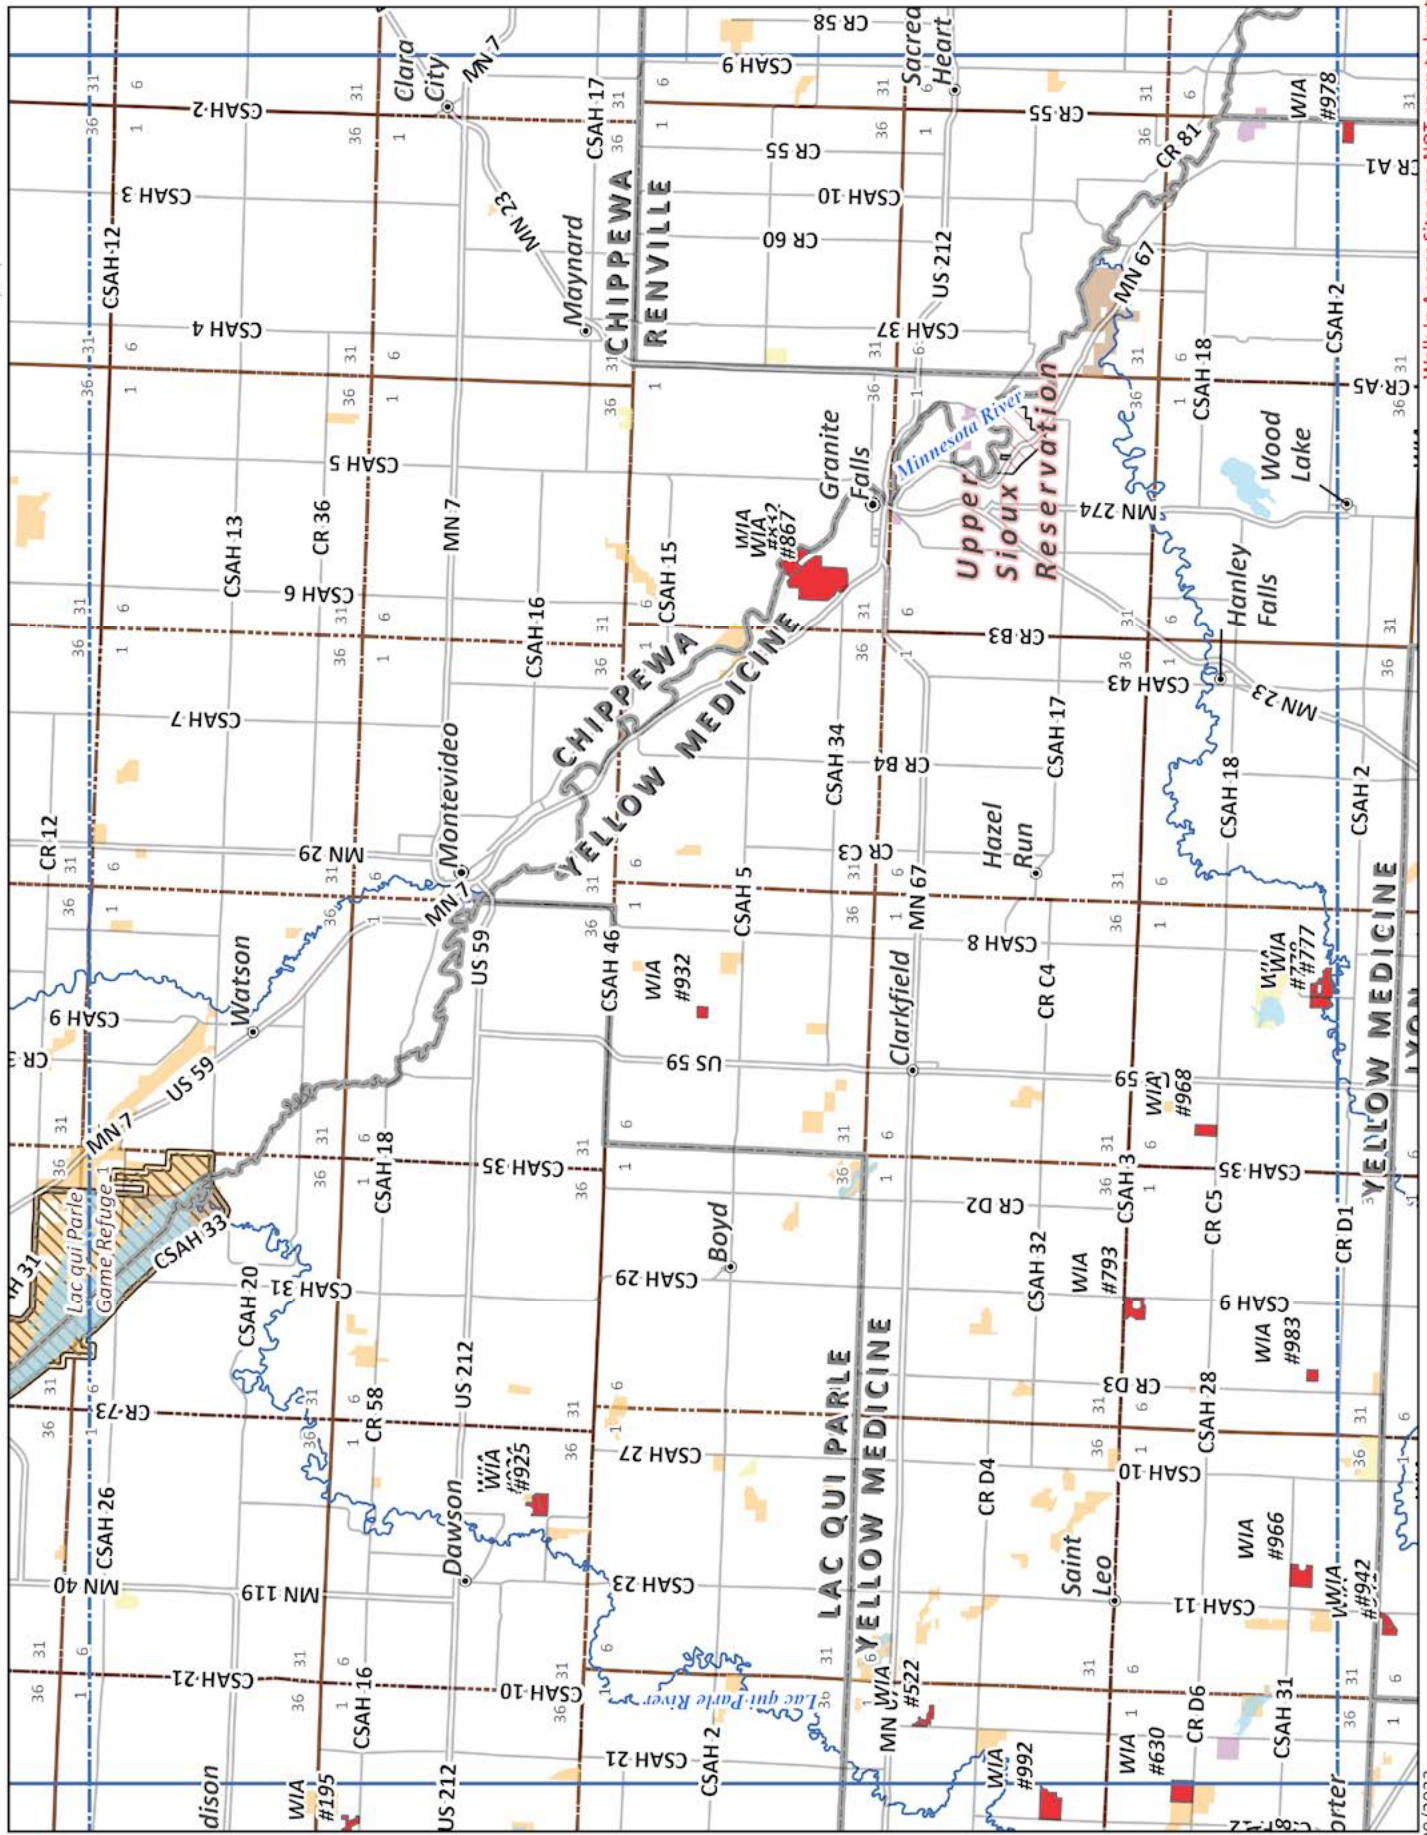 Clara
City
MN 7
CSAH 2
CSAH 12
CSAH 3
MN 23
CSAH 17
CR 58
CSAH 9
Sacred
Heart
CR 55
CR 55
CSAH 10
CR 60
CHIPPEWA
RENVILLE
Maynard
CSAH 4
CSAH 37
US 212
CR 81
MN 67
WIA
#978
CR A1
CSAH 2
CSAH 18
CR A5
CSAH 5
CSAH 13
CR 36
MN 7
CSAH 6
CSAH 16
CSAH 15
WIA
WIA
#867
Granite
Falls
Minnesota River
Upper
Sioux
Reservation
MN 274
Wood
Lake
Hanley
Falls
CR B3
CSAH 43
MN 23
CSAH 7
CR 12
MN 29
Montevideo
MN 7
CHIPPEWA
YELLOW MEDICINE
CSAH 34
CR B4
CSAH 17
CSAH 18
CSAH 2
Hazel
Run
CR C3
MN 67
CSAH 5
CSAH 8
CR C4
Watson
CSAH 9
US 59
US 59
CSAH 46
WIA
#932
US 59
Clarkfield
WIA
#777
YELLOW MEDICINE
LYON
WIA
#968
MN 7
Lac qui Parle
Game Refuge
CSAH 33
CSAH 18
CSAH 35
CSAH 20
CSAH 31
Boyd
CSAH 29
CR D2
CSAH 3
CSAH 32
CR C5
CSAH 35
CR D1
WIA
#793
CSAH 9
WIA
#983
CR 73
CR 58
US 212
CSAH 27
LAC QUI PARLE
YELLOW MEDICINE
CR D3
CSAH 28
CSAH 10
CR D4
WIA
#925
CSAH 26
MN 40
MN 119
Dawson
CSAH 23
Saint
Leo
CSAH 11
WIA
#966
WIA
#942
CSAH 21
CSAH 16
CSAH 10
Lac qui Parle River
CSAH 2
CSAH 21
WIA
#522
CR D6
CSAH 31
WIA
#992
WIA
#630
dison
WIA
#195
US 212
orter